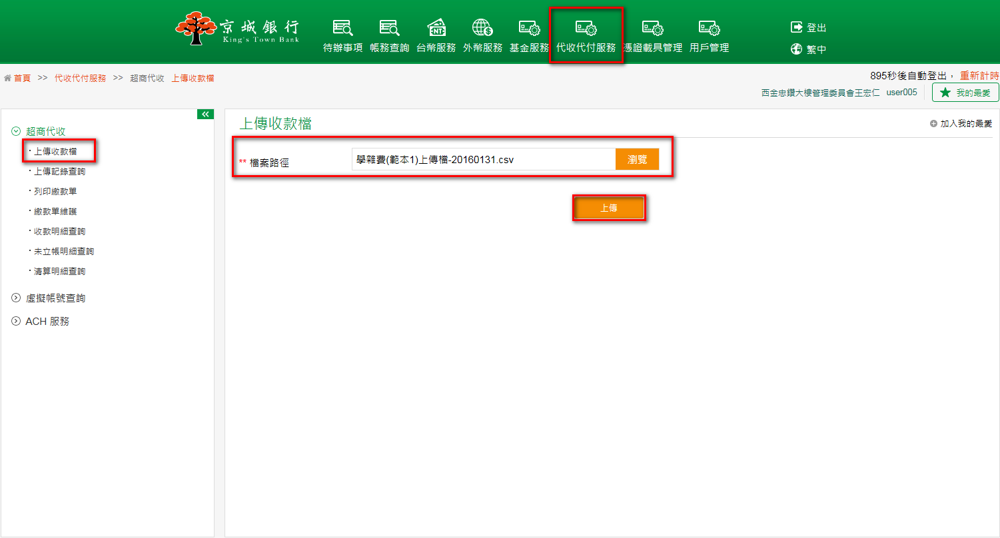 京城銀行
King's Town Bank
待辦事項 帳務查詢 台幣服務 外幣服務 基金服務 代收代付服務 憑證載具管理 用戶管理
NT
登出
繁中
首頁 >> 代收代付服務 >> 超商代收 上傳收款檔
895秒後自動登出， 重新計時
西金忠鑽大樓管理委員會王宏仁 user005 我的最愛
超商代收
上傳收款檔
上傳記錄查詢
列印繳款單
繳款單維護
收款明細查詢
未立帳明細查詢
清算明細查詢
虛擬帳號查詢
ACH 服務
上傳收款檔
加入我的最愛
** 檔案路徑 學雜費(範本1)上傳檔-20160131.csv 瀏覽
上傳